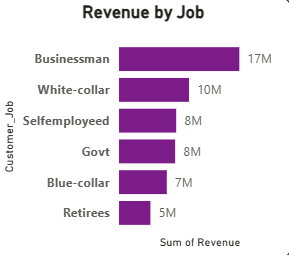 Revenue by Job
Customer_Job
Businessman 17M
White-collar 10M
Selfemployeed 8M
Govt 8M
Blue-collar 7M
Retirees 5M
Sum of Revenue